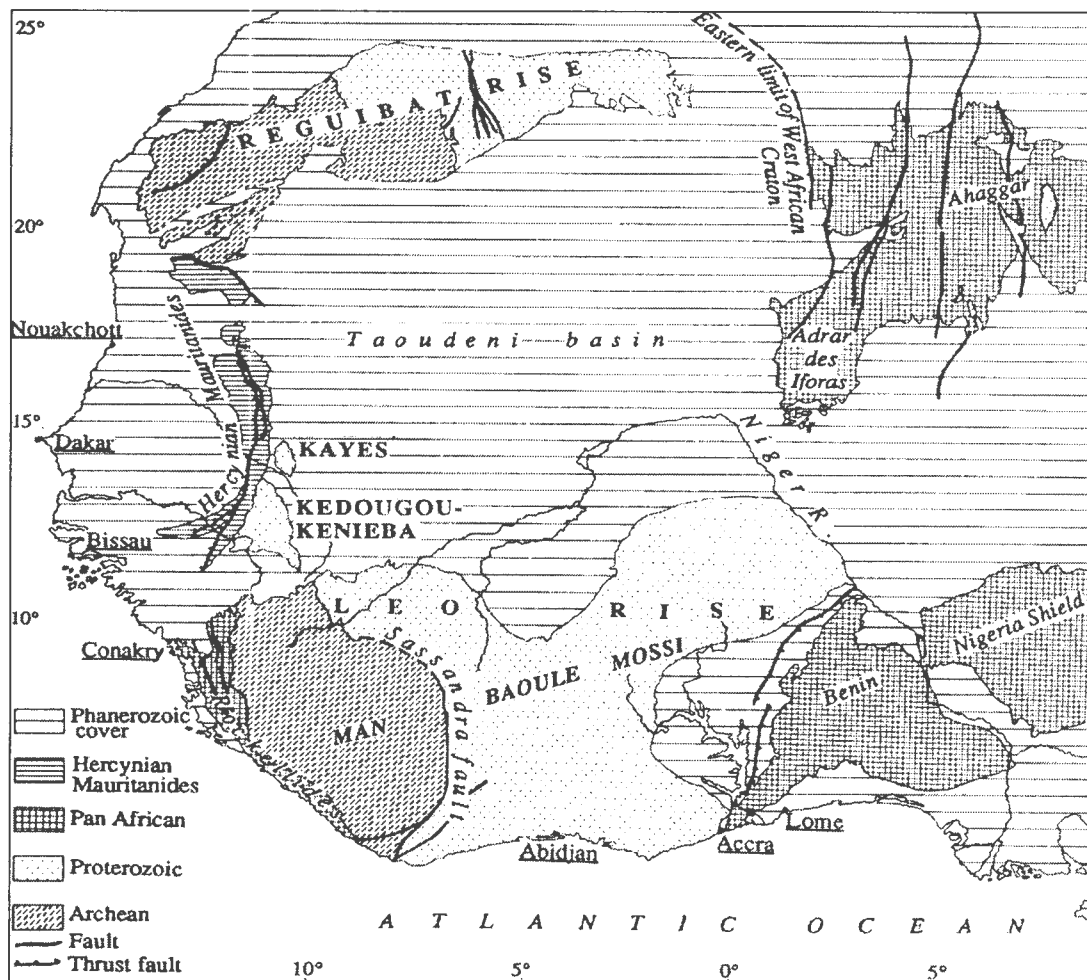 25°
Eastern limit of West African
Craion
REGUIBAT RISE
Ahaggar
20°
Nouakchott
Mauritanides
Taoudeni basin
Adrar
des
Iforas
15°
Dakar
Hercynian
KAYES
Niger R.
KEDOUGOU-
KENIEBA
Bissau
10°
LEO RISE
Nigeria Shield
Conakry
Sassandra fault
BAOULE MOSSI
Benin
MAN
Phanerozoic
cover
Hercynian
Mauritanides
Pan African
Lome
Abidjan
Accra
Proterozoic
Archean
ATLANTIC OCEAN
Fault
Thrust fault
10°
5°
0°
5°